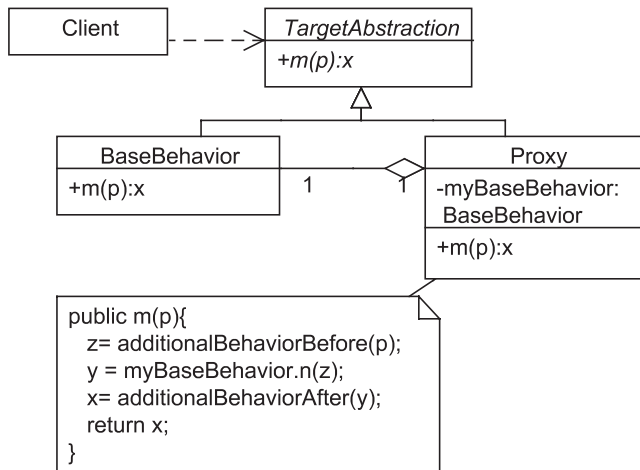 Client
TargetAbstraction
+m(p):x
BaseBehavior
+m(p):x
1
1
Proxy
-myBaseBehavior:
BaseBehavior
+m(p):x
public m(p){
z= additionalBehaviorBefore(p);
y = myBaseBehavior.n(z);
x= additionalBehaviorAfter(y);
return x;
}